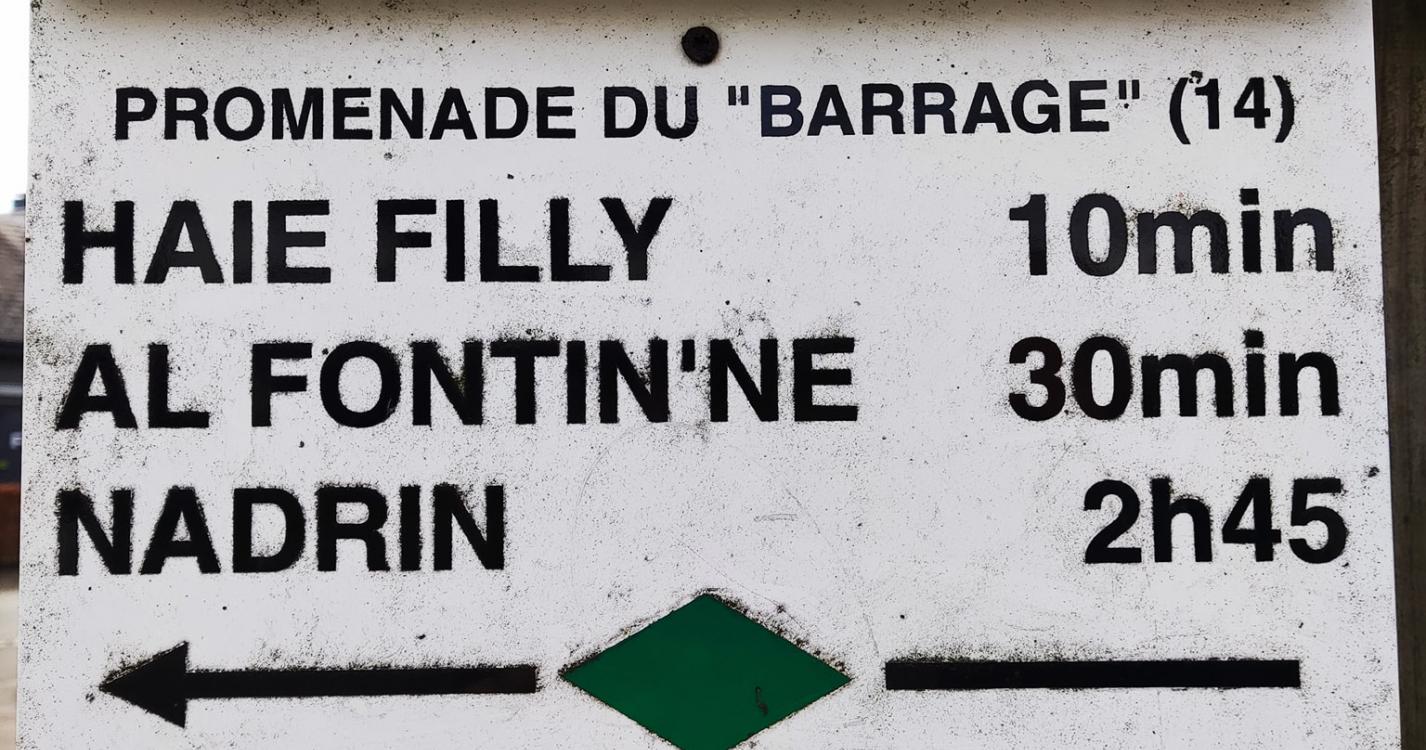 PROMENADE DU "BARRAGE" (14)
HAIE FILLY 10min
AL FONTIN'NE 30min
NADRIN 2h45